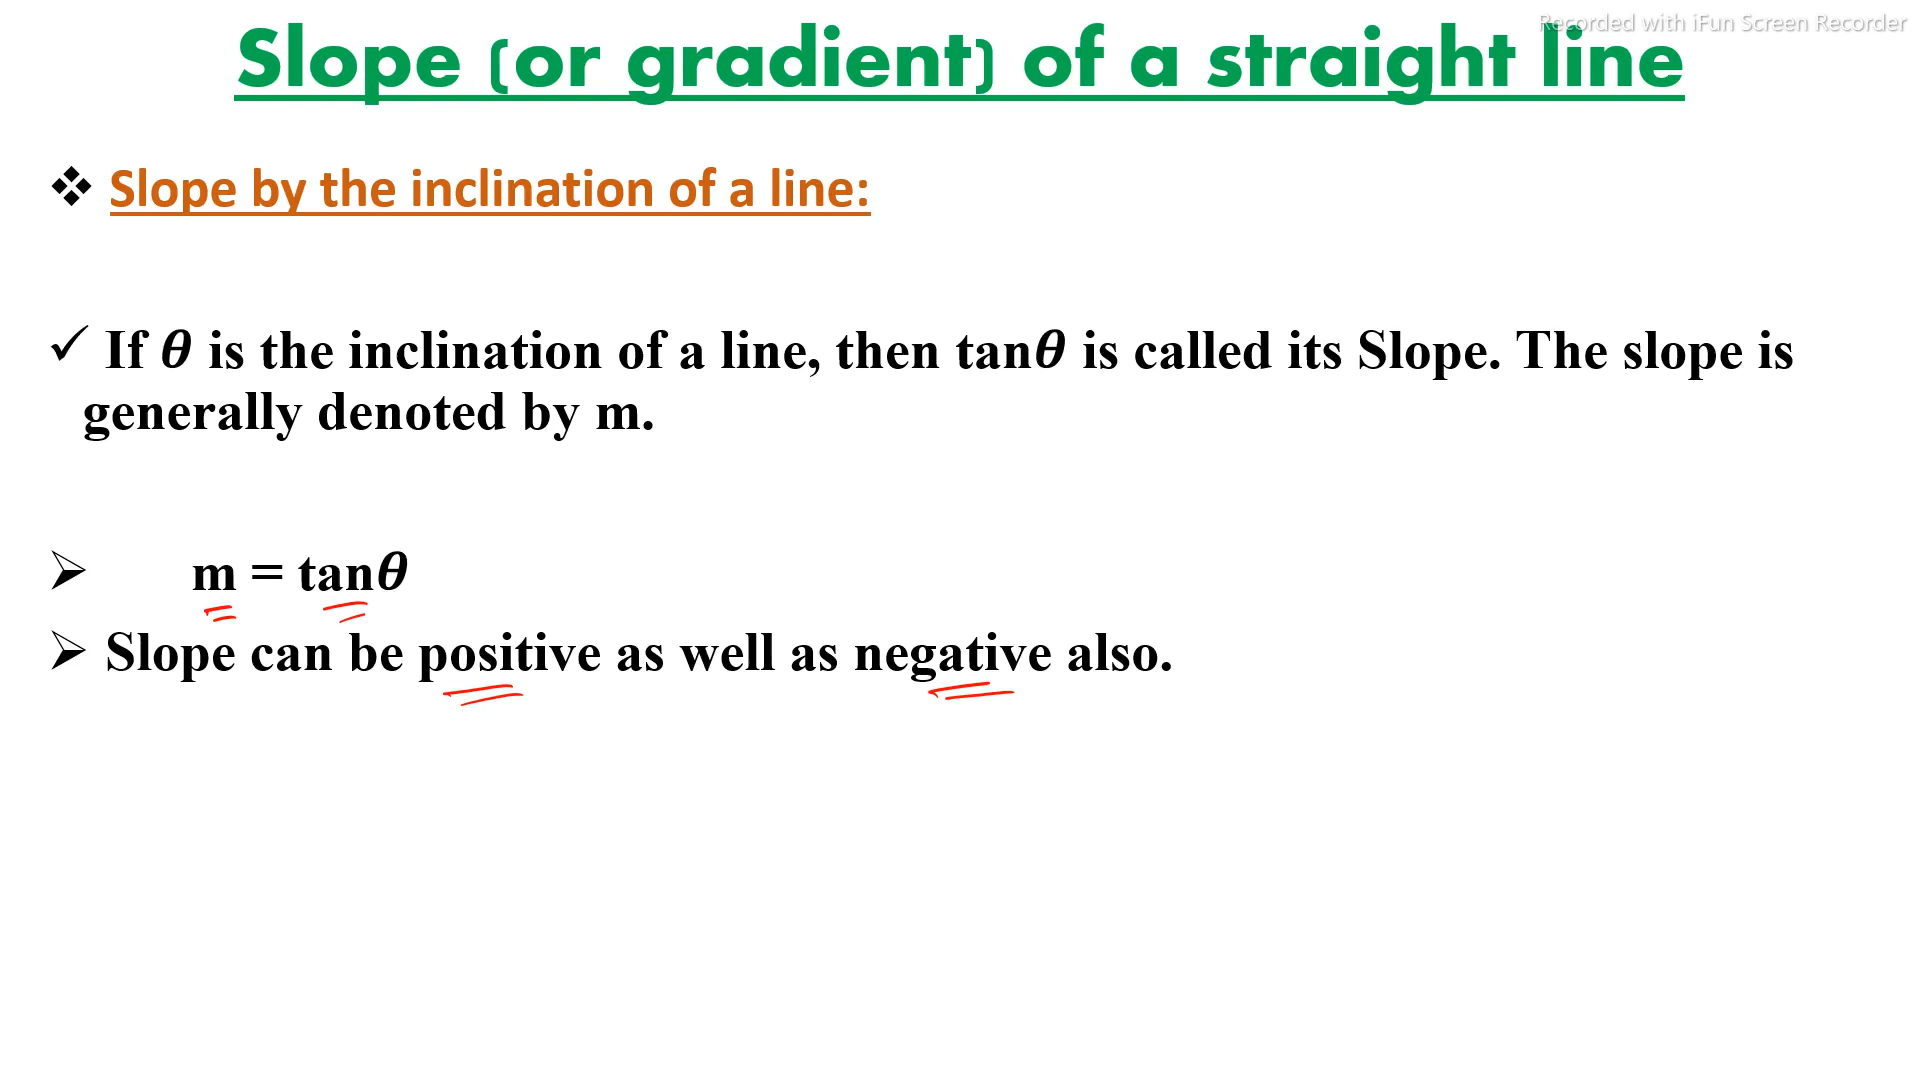 Recorded with iFun Screen Recorder
Slope (or gradient) of a straight line
❖ Slope by the inclination of a line:
✓ If θ is the inclination of a line, then tanθ is called its Slope. The slope is
generally denoted by m.
➢ m = tanθ
➢ Slope can be positive as well as negative also.